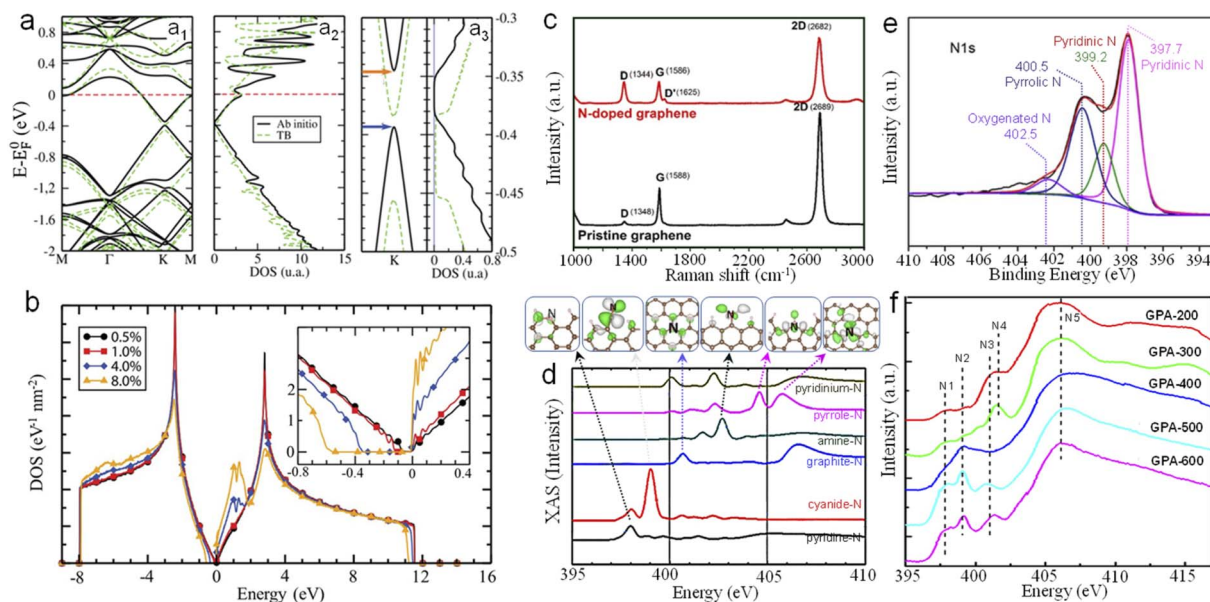 a
a1
a2
a3
0.8
0.4
0
-0.4
-0.8
-1.2
-1.6
-2
E-E⁰F (eV)
M
Γ
K
M
Ab initio
TB
0
5
10
15
DOS (u.a.)
K
0
0.2
0.4
0.6
0.8
DOS (u.a)
-0.3
-0.35
-0.4
-0.45
-0.5
c
D (1344)
G (1586)
D' (1625)
2D (2682)
N-doped graphene
2D (2689)
G (1588)
D (1348)
Pristine graphene
Intensity (a.u.)
1000
1400
1800
2200
2600
3000
Raman shift (cm-1)
e
N1s
Pyridinic N
399.2
400.5
Pyrrolic N
397.7
Pyridinic N
Oxygenated N
402.5
Intensity (a.u.)
410
408
406
404
402
400
398
396
394
Binding Energy (eV)
b
0.5%
1.0%
4.0%
8.0%
3
2
1
0
-0.8
-0.4
0
0.4
DOS (eV-1 nm-2)
-8
-4
0
4
8
12
16
Energy (eV)
N
N
N
N
N
N
d
pyridinium-N
pyrrole-N
amine-N
graphite-N
cyanide-N
pyridine-N
XAS (Intensity)
395
400
405
410
Energy (eV)
f
N1
N2
N3
N4
N5
GPA-200
GPA-300
GPA-400
GPA-500
GPA-600
Intensity (a.u.)
395
400
405
410
415
Energy (eV)